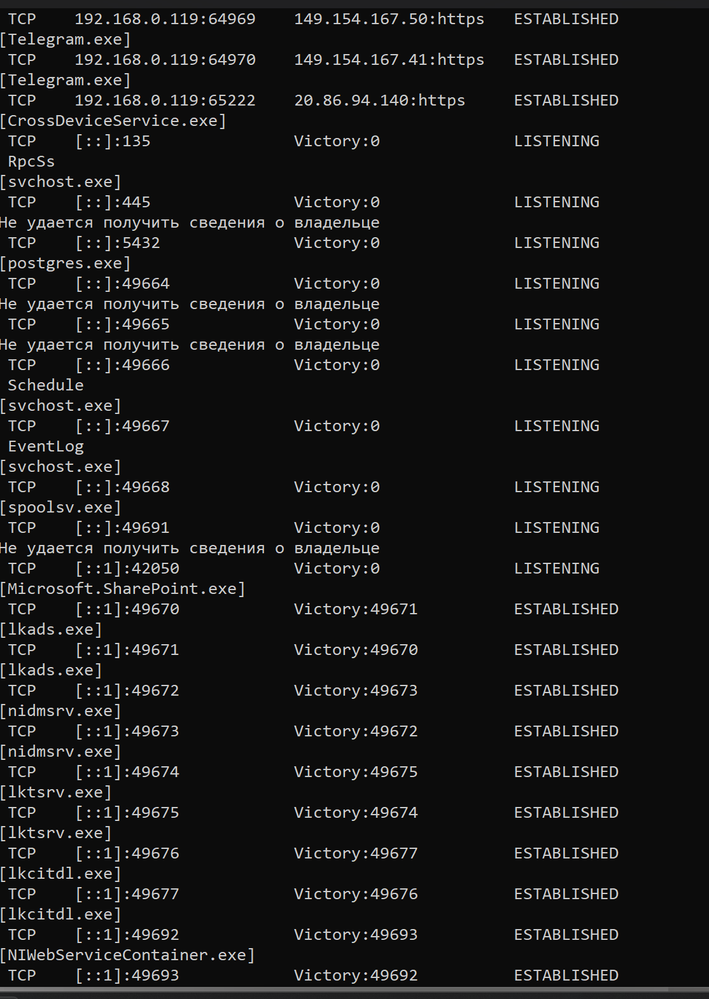 TCP    192.168.0.119:64969    149.154.167.50:https   ESTABLISHED
[Telegram.exe]
TCP    192.168.0.119:64970    149.154.167.41:https   ESTABLISHED
[Telegram.exe]
TCP    192.168.0.119:65222    20.86.94.140:https     ESTABLISHED
[CrossDeviceService.exe]
TCP    [::]:135               Victory:0              LISTENING
RpcSs
[svchost.exe]
TCP    [::]:445               Victory:0              LISTENING
Не удается получить сведения о владельце
TCP    [::]:5432              Victory:0              LISTENING
[postgres.exe]
TCP    [::]:49664             Victory:0              LISTENING
Не удается получить сведения о владельце
TCP    [::]:49665             Victory:0              LISTENING
Не удается получить сведения о владельце
TCP    [::]:49666             Victory:0              LISTENING
Schedule
[svchost.exe]
TCP    [::]:49667             Victory:0              LISTENING
EventLog
[svchost.exe]
TCP    [::]:49668             Victory:0              LISTENING
[spoolsv.exe]
TCP    [::]:49691             Victory:0              LISTENING
Не удается получить сведения о владельце
TCP    [::1]:42050            Victory:0              LISTENING
[Microsoft.SharePoint.exe]
TCP    [::1]:49670            Victory:49671          ESTABLISHED
[lkads.exe]
TCP    [::1]:49671            Victory:49670          ESTABLISHED
[lkads.exe]
TCP    [::1]:49672            Victory:49673          ESTABLISHED
[nidmsrv.exe]
TCP    [::1]:49673            Victory:49672          ESTABLISHED
[nidmsrv.exe]
TCP    [::1]:49674            Victory:49675          ESTABLISHED
[lktsrv.exe]
TCP    [::1]:49675            Victory:49674          ESTABLISHED
[lktsrv.exe]
TCP    [::1]:49676            Victory:49677          ESTABLISHED
[lkcitdl.exe]
TCP    [::1]:49677            Victory:49676          ESTABLISHED
[lkcitdl.exe]
TCP    [::1]:49692            Victory:49693          ESTABLISHED
[NIWebServiceContainer.exe]
TCP    [::1]:49693            Victory:49692          ESTABLISHED